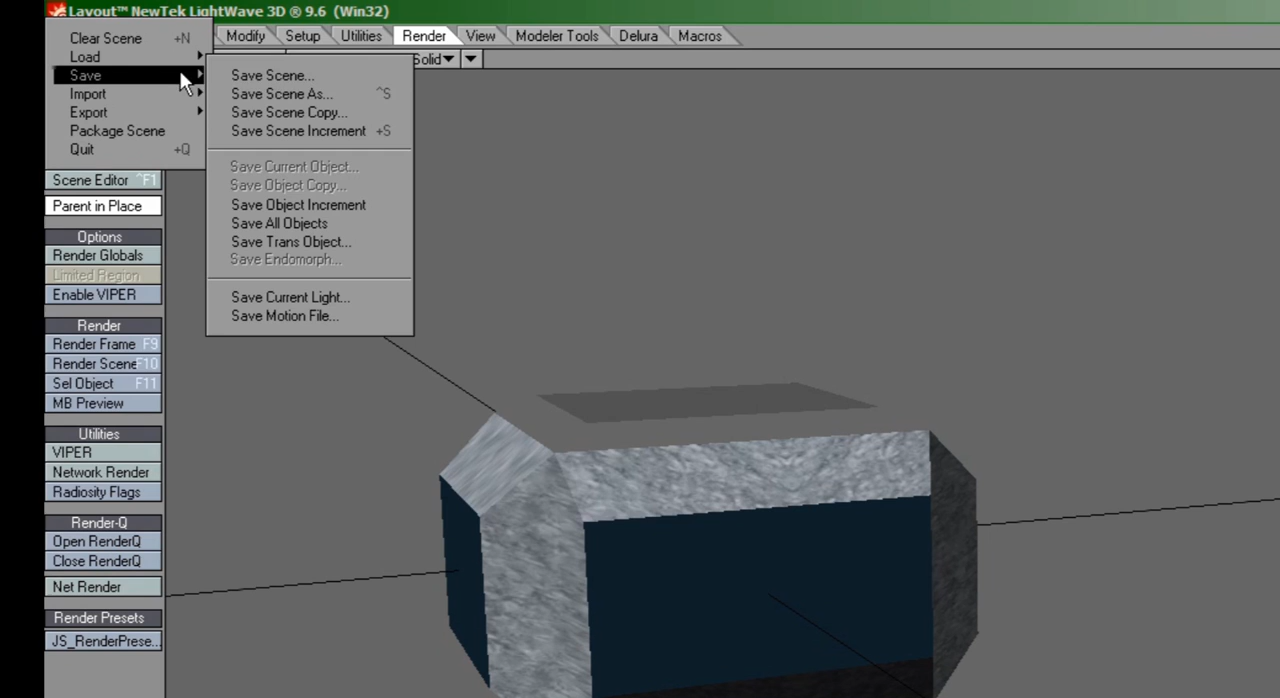 Layout™ NewTek LightWave 3D ® 9.6 (Win32)
Modify Setup Utilities Render View Modeler Tools Delura Macros
Solid
Clear Scene +N
Load
Save
Import
Export
Package Scene
Quit +Q
Save Scene...
Save Scene As... ^S
Save Scene Copy...
Save Scene Increment +S
Save Current Object...
Save Object Copy...
Save Object Increment
Save All Objects
Save Trans Object...
Save Endomorph...
Save Current Light...
Save Motion File...
Scene Editor ^F1
Parent in Place
Options
Render Globals
Limited Region
Enable VIPER
Render
Render Frame F9
Render Scene F10
Sel Object F11
MB Preview
Utilities
VIPER
Network Render
Radiosity Flags
Render-Q
Open RenderQ
Close RenderQ
Net Render
Render Presets
JS_RenderPrese...